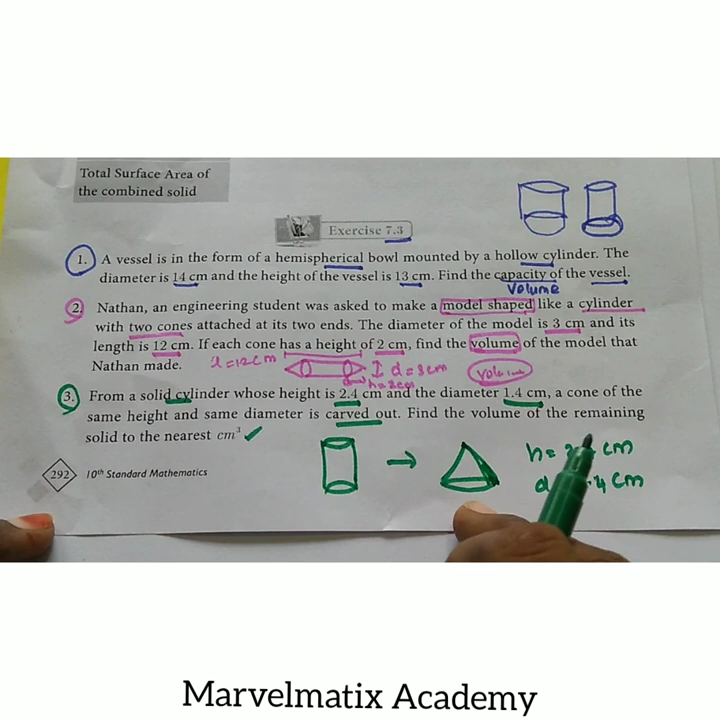 Total Surface Area of
the combined solid
Exercise 7.3
1. A vessel is in the form of a hemispherical bowl mounted by a hollow cylinder. The
diameter is 14 cm and the height of the vessel is 13 cm. Find the capacity of the vessel.
Volume
2. Nathan, an engineering student was asked to make a model shaped like a cylinder
with two cones attached at its two ends. The diameter of the model is 3 cm and its
length is 12 cm. If each cone has a height of 2 cm, find the volume of the model that
Nathan made.
l=12cm
d=3cm
h=2cm
volume
3. From a solid cylinder whose height is 2.4 cm and the diameter 1.4 cm, a cone of the
same height and same diameter is carved out. Find the volume of the remaining
solid to the nearest cm³
h= cm
d 4 cm
292 10th Standard Mathematics
Marvelmatix Academy